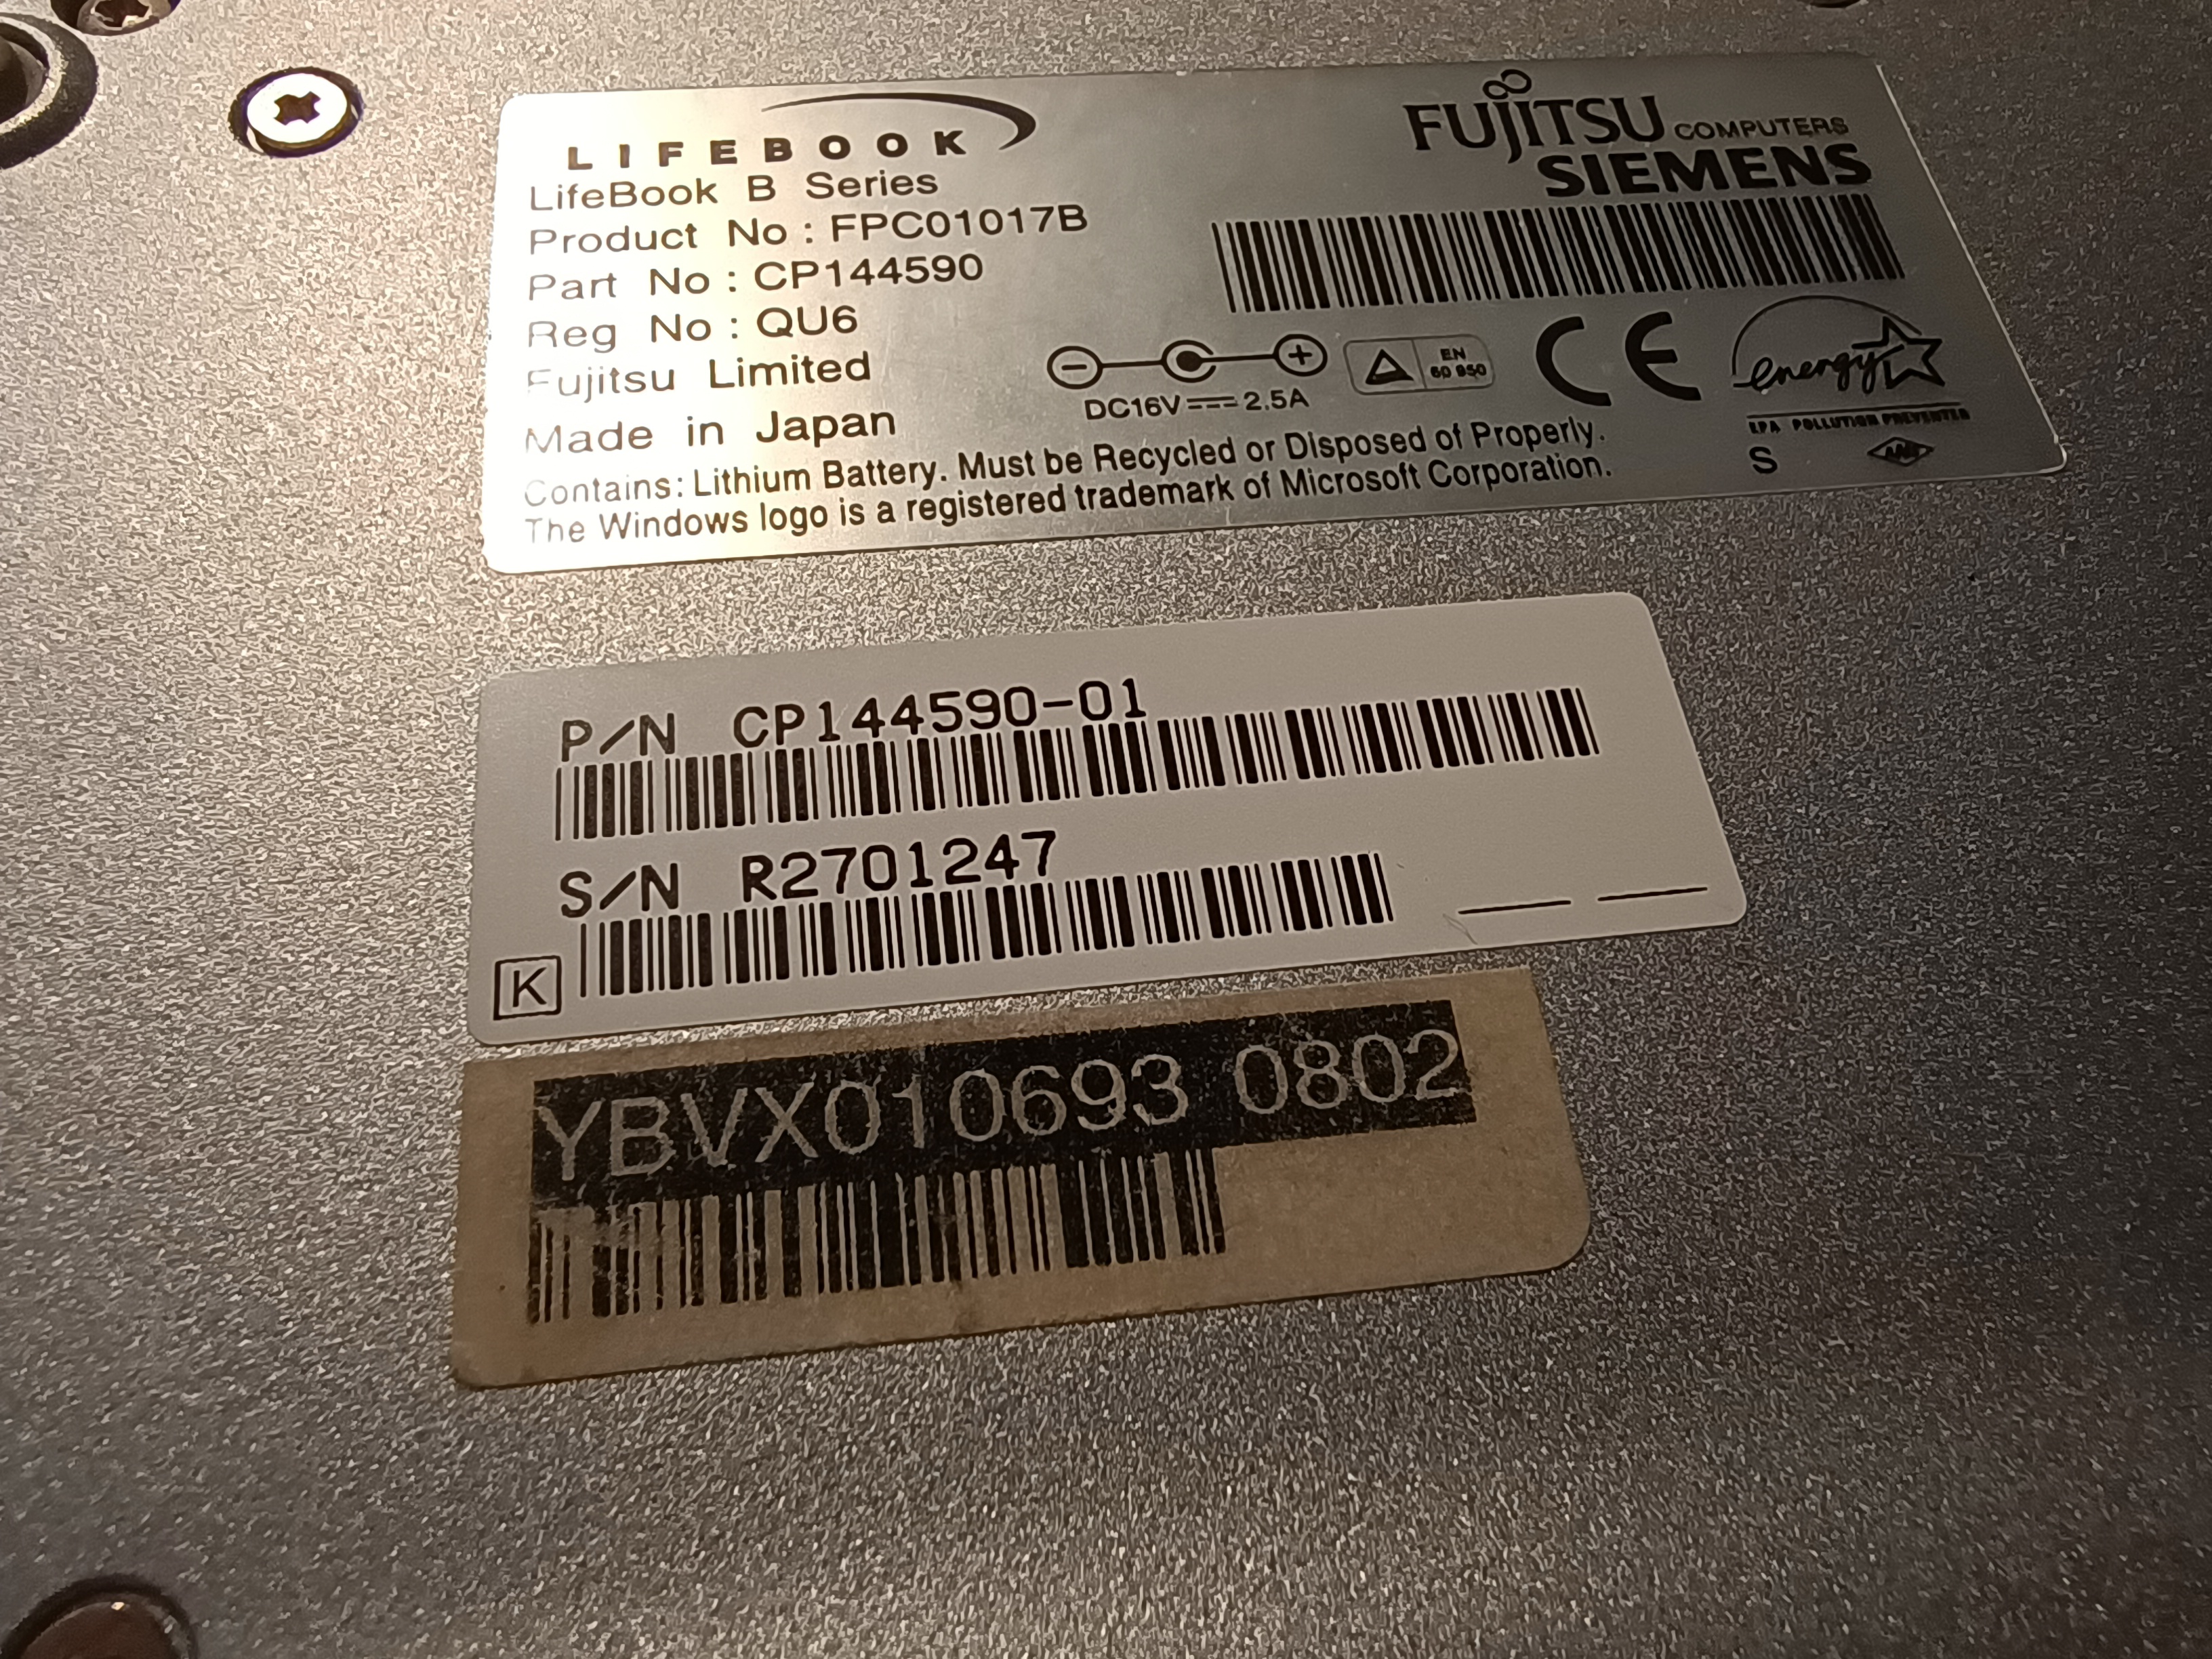 LIFEBOOK
LifeBook B Series
Product No : FPC01017B
Part No : CP144590
Reg No : QU6
Fujitsu Limited
Made in Japan
Contains: Lithium Battery. Must be Recycled or Disposed of Properly.
The Windows logo is a registered trademark of Microsoft Corporation.
FUJITSU COMPUTERS
SIEMENS
DC16V 2.5A
EN
60 950
CE
energy
EPA POLLUTION PREVENTER
S
P/N CP144590-01
S/N R2701247
K
YBVX010693 0802